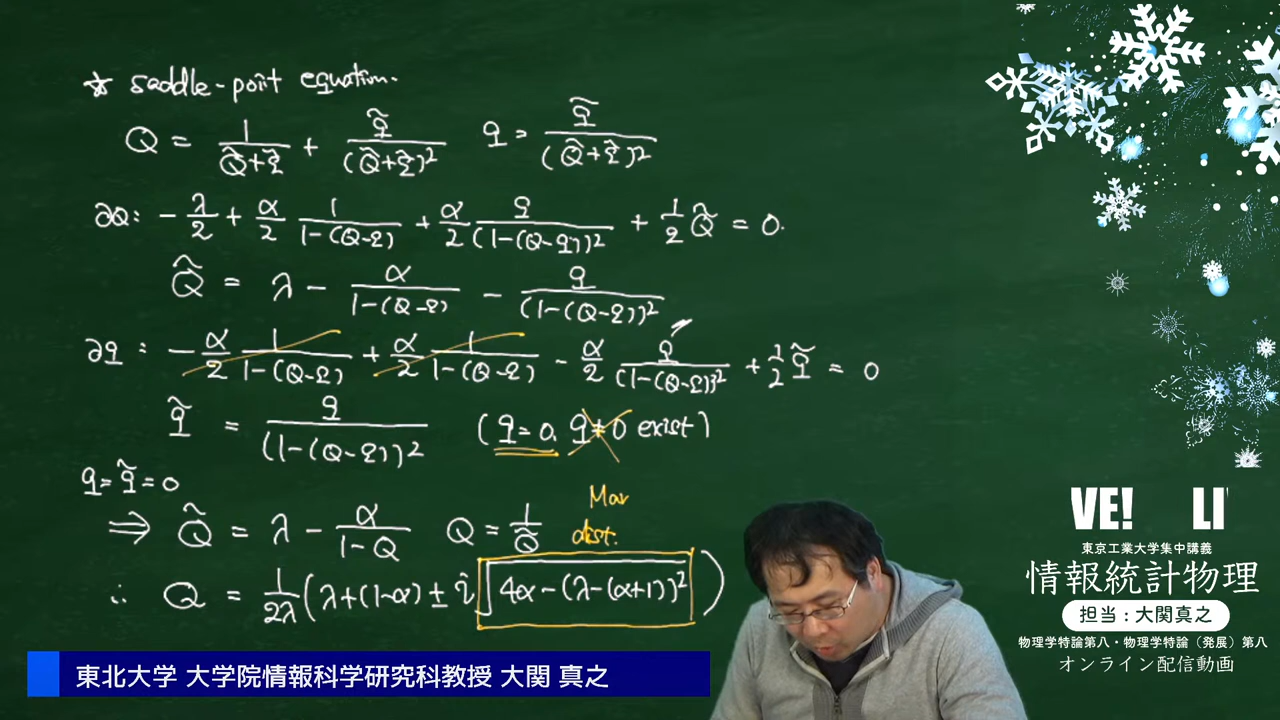 ☆ saddle-point equation.
Q = 1/(Q̂+q̂) + q̂/(Q̂+q̂)² q = q̂/(Q̂+q̂)²
∂Q: -λ/2 + α/2 1/(1-(Q-q)) + α/2 q/(1-(Q-q))² + 1/2 Q̂ = 0.
Q̂ = λ - α/(1-(Q-q)) - q/(1-(Q-q))²
∂q: -α/2 1/(1-(Q-q)) + α/2 1/(1-(Q-q)) - α/2 q/(1-(Q-q))² + 1/2 q̂ = 0
q̂ = q/(1-(Q-q))² (q=0, q≠0 exist)
q=q̂=0
⇒ Q̂ = λ - α/(1-Q) Q = 1/Q̂
Mar
dist.
∴ Q = 1/2λ (λ+(1-α) ± i √(4α-(λ-(α+1))²))
東北大学 大学院情報科学研究科教授 大関 真之
VE! LI
東京工業大学集中講義
情報統計物理
担当:大関真之
物理学特論第八・物理学特論(発展)第八
オンライン配信動画